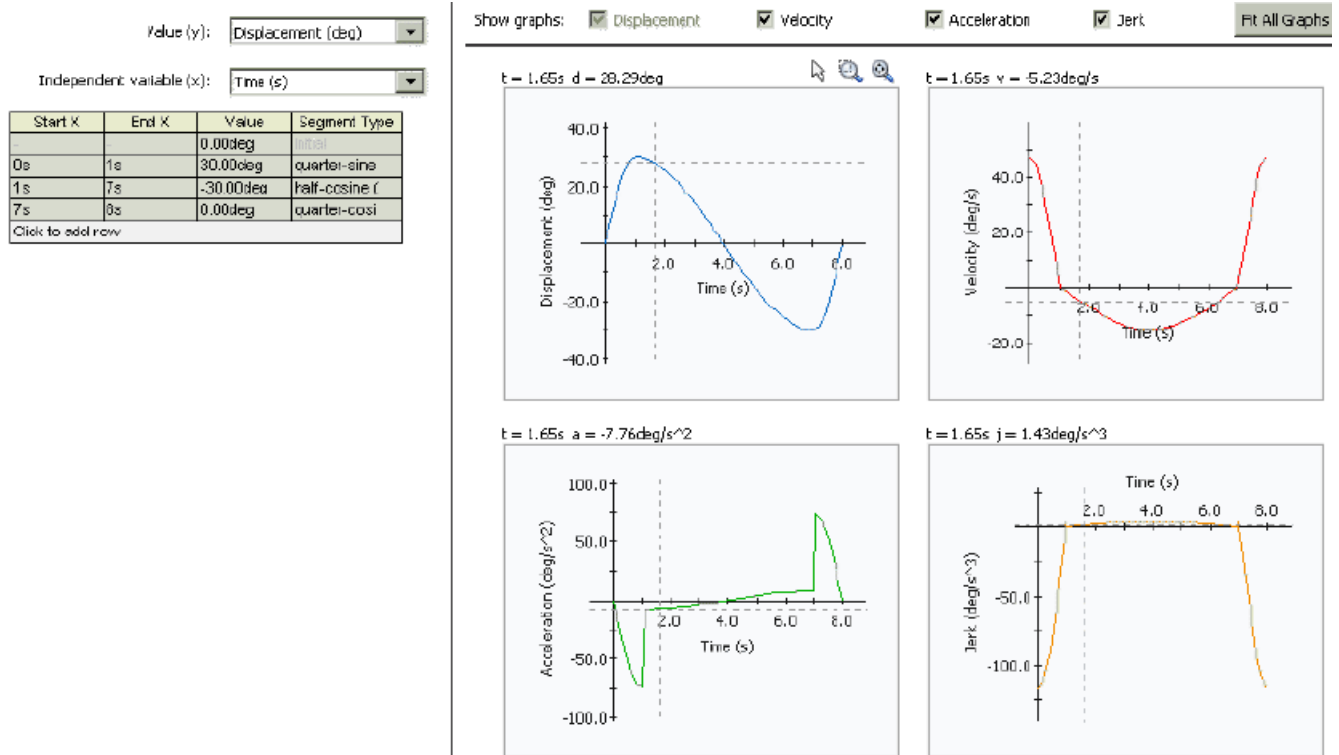 Value (y): Displacement (deg)
Independent variable (x): Time (s)
Start X End X Value Segment Type
- - 0.00deg Initial
0s 1s 30.00deg quarter-sine
1s 7s -30.00deg half-cosine (
7s 8s 0.00deg quarter-cosi
Click to add row
Show graphs: Displacement Velocity Acceleration Jerk Fit All Graphs
t = 1.65s d = 28.29deg
40.0
20.0
-20.0
-40.0
Displacement (deg)
2.0 4.0 6.0 8.0
Time (s)
t = 1.65s v = -5.23deg/s
40.0
20.0
-20.0
Velocity (deg/s)
2.0 4.0 6.0 8.0
Time (s)
t = 1.65s a = -7.76deg/s^2
100.0
50.0
-50.0
-100.0
Acceleration (deg/s^2)
2.0 4.0 6.0 8.0
Time (s)
t = 1.65s j = 1.43deg/s^3
Time (s)
2.0 4.0 6.0 8.0
-50.0
-100.0
Jerk (deg/s^3)